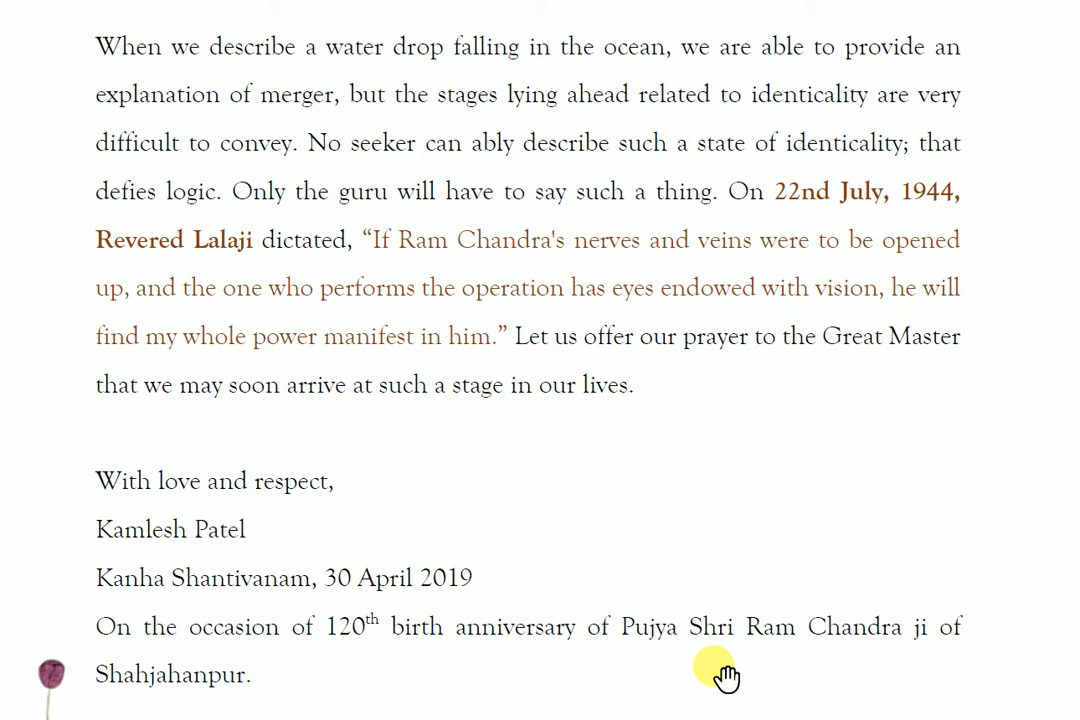 When we describe a water drop falling in the ocean, we are able to provide an
explanation of merger, but the stages lying ahead related to identicality are very
difficult to convey. No seeker can ably describe such a state of identicality; that
defies logic. Only the guru will have to say such a thing. On 22nd July, 1944,
Revered Lalaji dictated, “If Ram Chandra's nerves and veins were to be opened
up, and the one who performs the operation has eyes endowed with vision, he will
find my whole power manifest in him.” Let us offer our prayer to the Great Master
that we may soon arrive at such a stage in our lives.
With love and respect,
Kamlesh Patel
Kanha Shantivanam, 30 April 2019
On the occasion of 120th birth anniversary of Pujya Shri Ram Chandra ji of
Shahjahanpur.